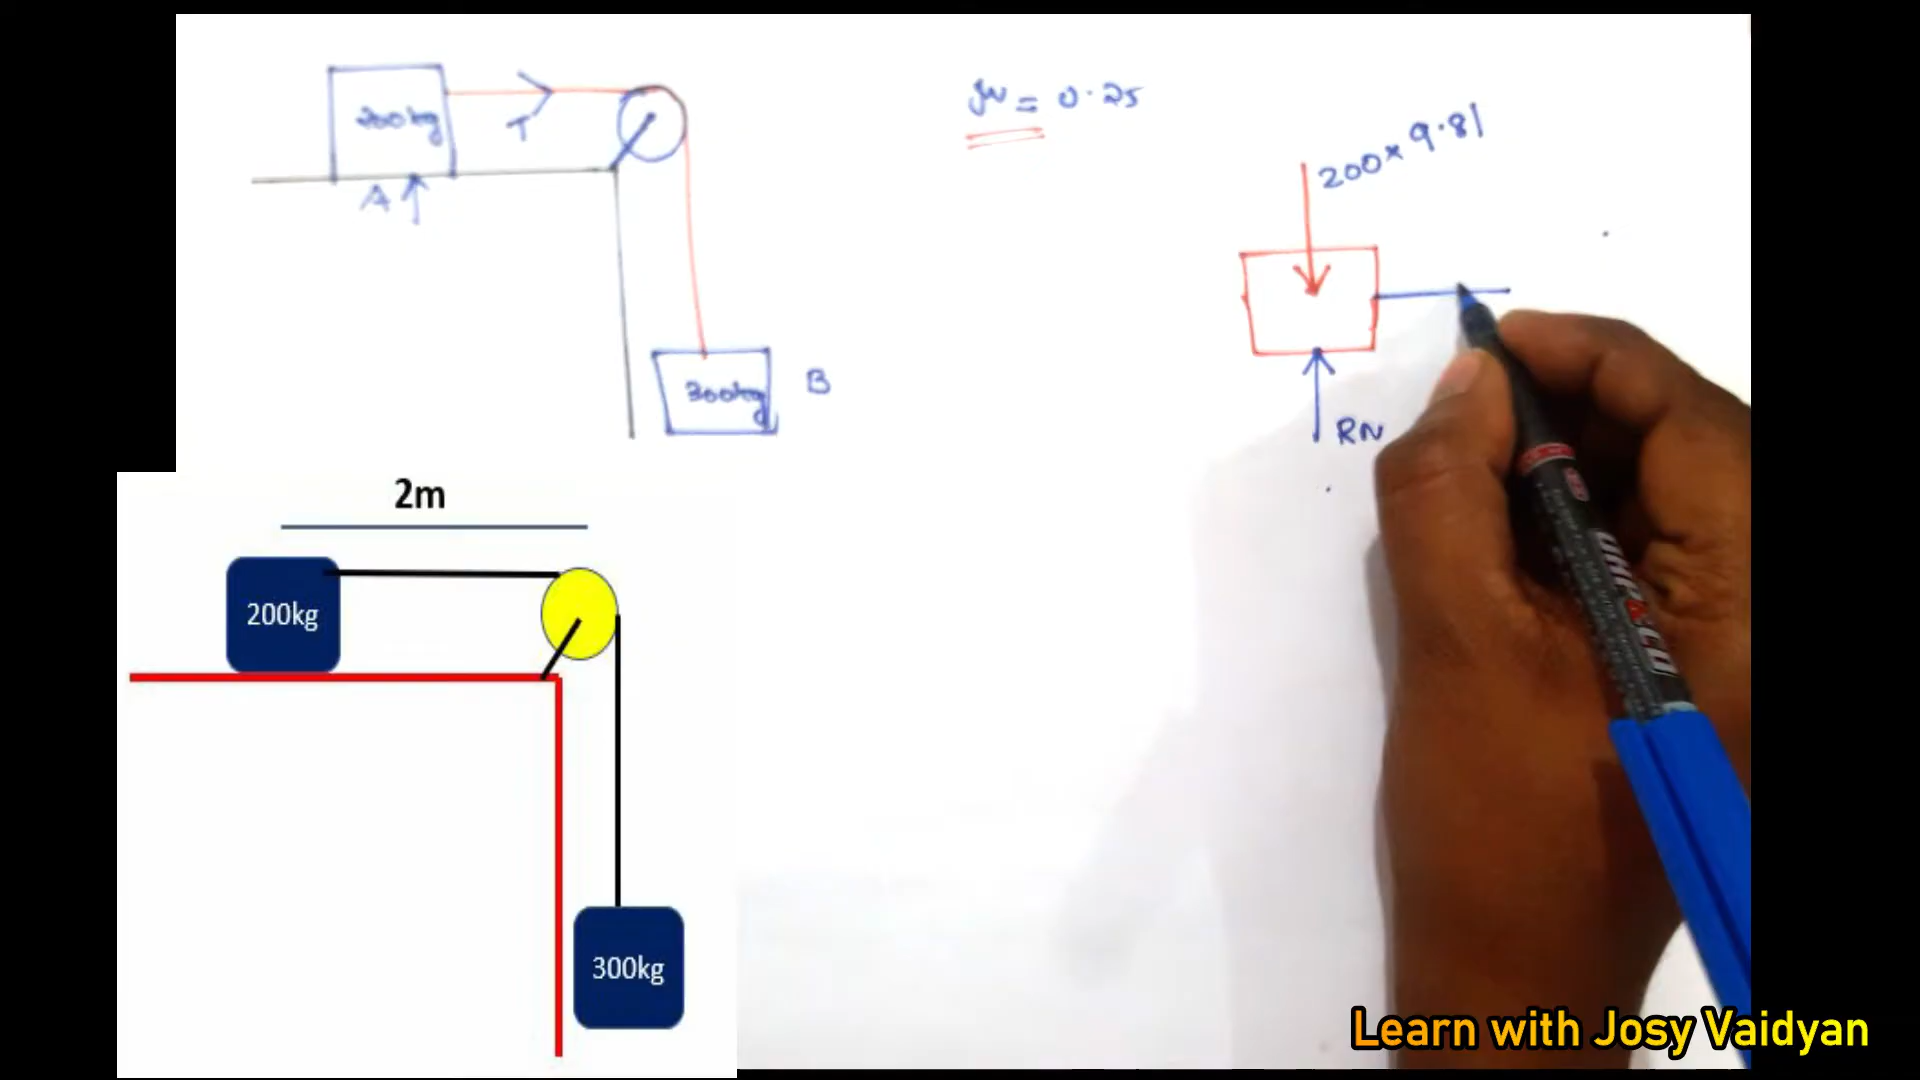 200kg
T
A
300kg
B
μ = 0.25
200*9.81
RN
2m
200kg
300kg
Learn with Josy Vaidyan